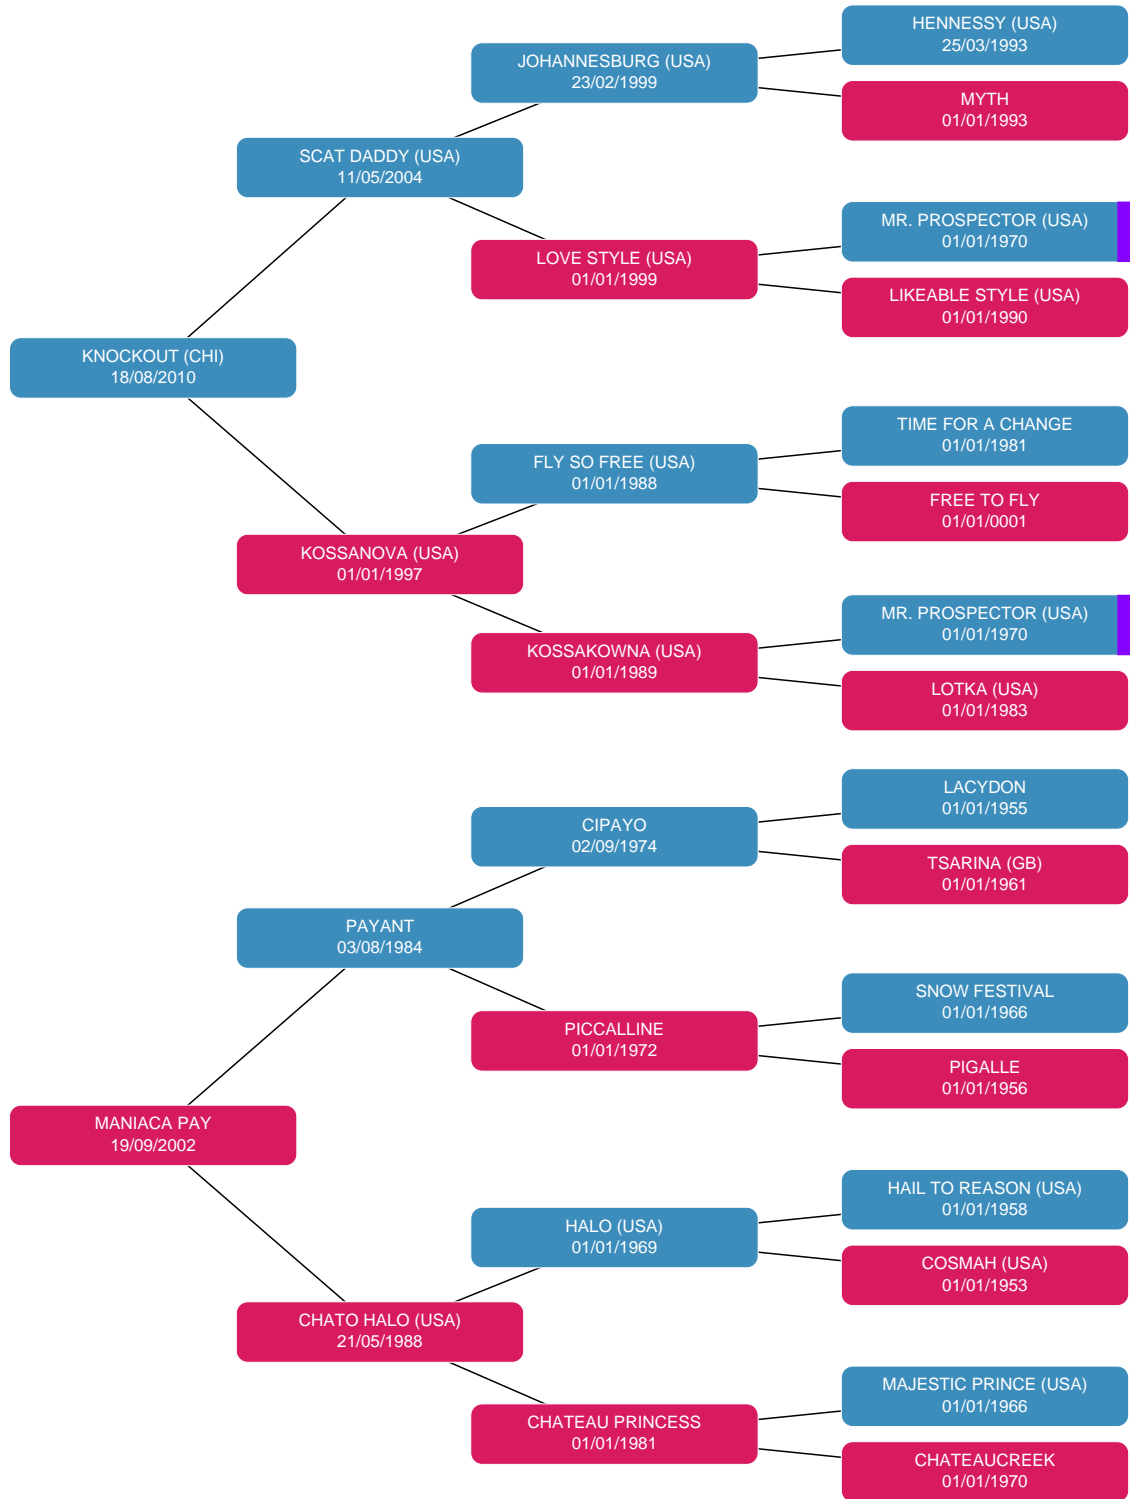 HENNESSY (USA)
25/03/1993
JOHANNESBURG (USA)
23/02/1999
MYTH
01/01/1993
SCAT DADDY (USA)
11/05/2004
MR. PROSPECTOR (USA)
01/01/1970
LOVE STYLE (USA)
01/01/1999
LIKEABLE STYLE (USA)
01/01/1990
KNOCKOUT (CHI)
18/08/2010
TIME FOR A CHANGE
01/01/1981
FLY SO FREE (USA)
01/01/1988
FREE TO FLY
01/01/0001
KOSSANOVA (USA)
01/01/1997
MR. PROSPECTOR (USA)
01/01/1970
KOSSAKOWNA (USA)
01/01/1989
LOTKA (USA)
01/01/1983
LACYDON
01/01/1955
CIPAYO
02/09/1974
TSARINA (GB)
01/01/1961
PAYANT
03/08/1984
SNOW FESTIVAL
01/01/1966
PICCALLINE
01/01/1972
PIGALLE
01/01/1956
MANIACA PAY
19/09/2002
HAIL TO REASON (USA)
01/01/1958
HALO (USA)
01/01/1969
COSMAH (USA)
01/01/1953
CHATO HALO (USA)
21/05/1988
MAJESTIC PRINCE (USA)
01/01/1966
CHATEAU PRINCESS
01/01/1981
CHATEAUCREEK
01/01/1970